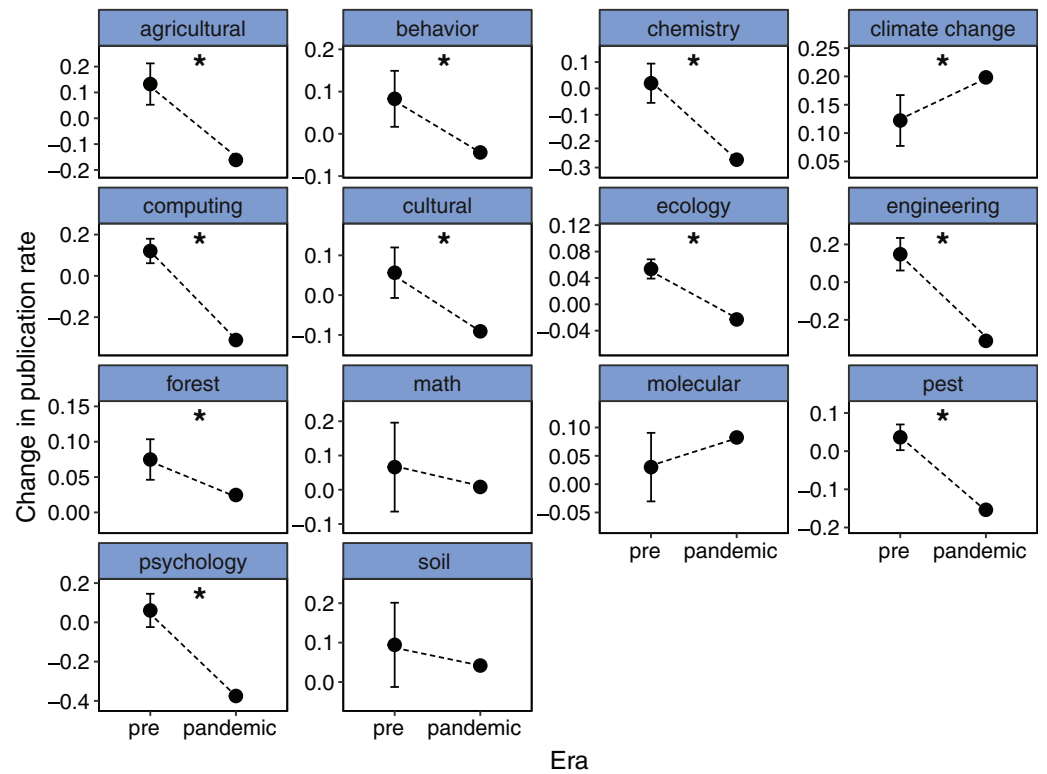 agricultural behavior chemistry climate change
* * * *
0.2 0.1 0.0 −0.1 −0.2
0.2 0.1 0.0 −0.1
0.1 0.0 −0.1 −0.2 −0.3
0.25 0.20 0.15 0.10 0.05
computing cultural ecology engineering
* * * *
0.2 0.0 −0.2
0.1 0.0 −0.1
0.12 0.08 0.04 0.00 −0.04
0.2 0.0 −0.2
forest math molecular pest
* *
0.15 0.10 0.05 0.00
0.2 0.1 0.0 −0.1
0.10 0.05 0.00 −0.05
0.1 0.0 −0.1 −0.2
pre pandemic pre pandemic
psychology soil
*
0.2 0.0 −0.2 −0.4
0.2 0.1 0.0
pre pandemic pre pandemic
Change in publication rate
Era